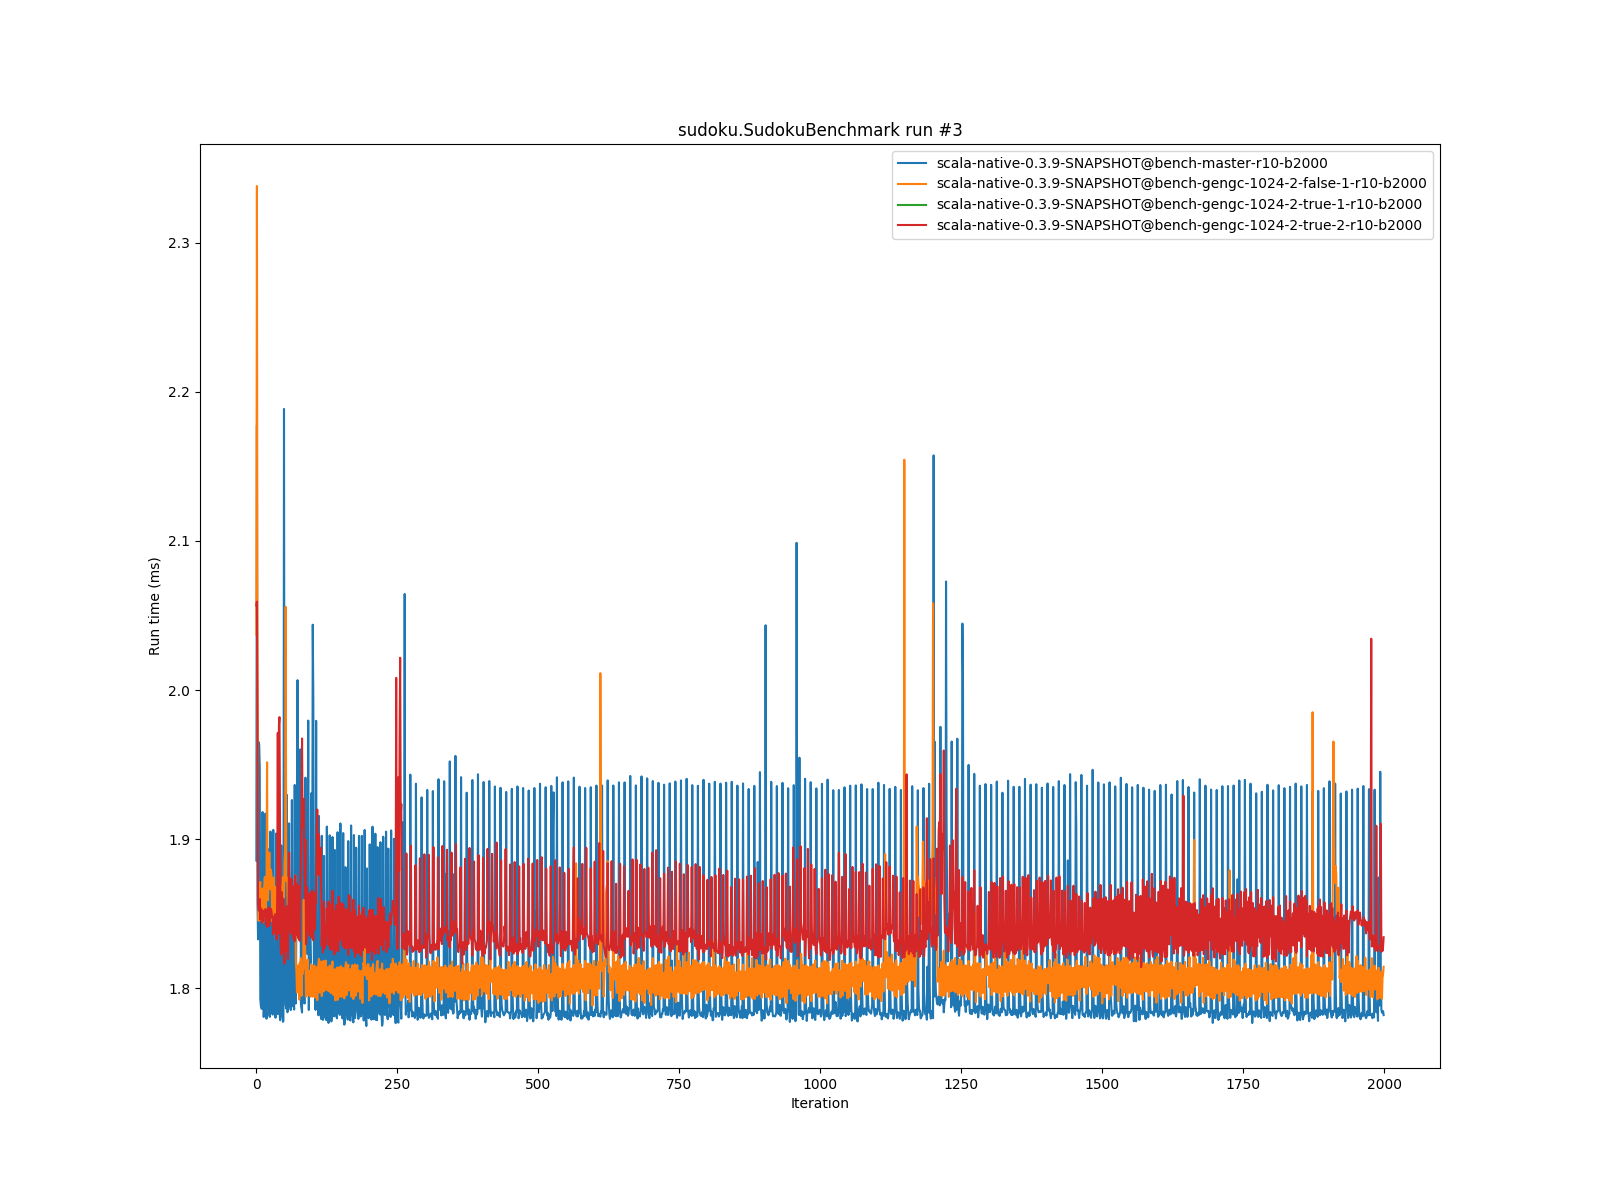 sudoku.SudokuBenchmark run #3
scala-native-0.3.9-SNAPSHOT@bench-master-r10-b2000
scala-native-0.3.9-SNAPSHOT@bench-gengc-1024-2-false-1-r10-b2000
scala-native-0.3.9-SNAPSHOT@bench-gengc-1024-2-true-1-r10-b2000
scala-native-0.3.9-SNAPSHOT@bench-gengc-1024-2-true-2-r10-b2000
Run time (ms)
2.3
2.2
2.1
2.0
1.9
1.8
0 250 500 750 1000 1250 1500 1750 2000
Iteration